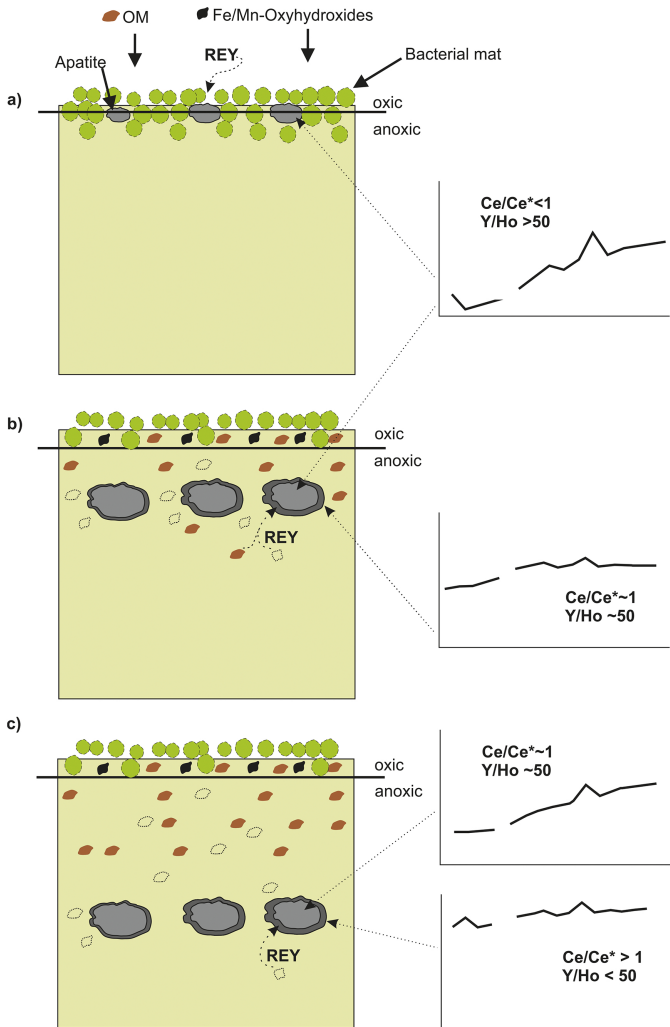 OM
Fe/Mn-Oxyhydroxides
REY
Apatite
Bacterial mat
a)
oxic
anoxic
Ce/Ce*<1
Y/Ho >50
b)
oxic
anoxic
REY
Ce/Ce*~1
Y/Ho ~50
c)
oxic
anoxic
Ce/Ce*~1
Y/Ho ~50
REY
Ce/Ce* > 1
Y/Ho < 50